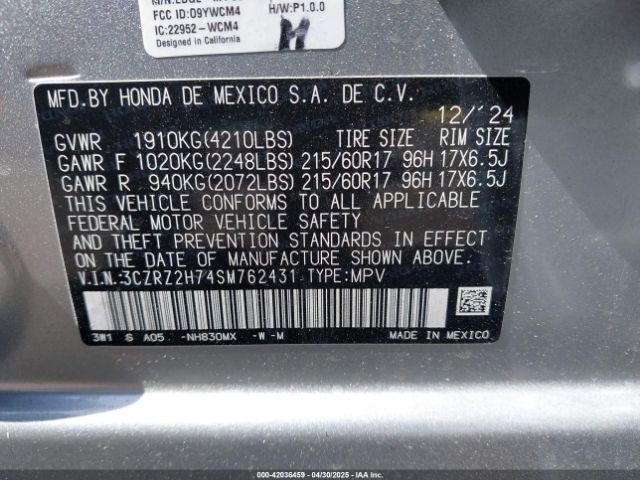 FCC ID:O9YWCM4
H/W:P1.0.0
IC:22952-WCM4
Designed in California
M
MFD.BY HONDA DE MEXICO S.A. DE C.V.
12/'24
GVWR 1910KG(4210LBS) TIRE SIZE RIM SIZE
GAWR F 1020KG(2248LBS) 215/60R17 96H 17X6.5J
GAWR R 940KG(2072LBS) 215/60R17 96H 17X6.5J
THIS VEHICLE CONFORMS TO ALL APPLICABLE
FEDERAL MOTOR VEHICLE SAFETY
AND THEFT PREVENTION STANDARDS IN EFFECT
ON THE DATE OF MANUFACTURE SHOWN ABOVE.
V.I.N.:3CZRZ2H74SM762431 TYPE:MPV
3W1 S A05 -NH830MX -W -M MADE IN MEXICO
000-42036459 - 04/30/2025 - IAAI.COM